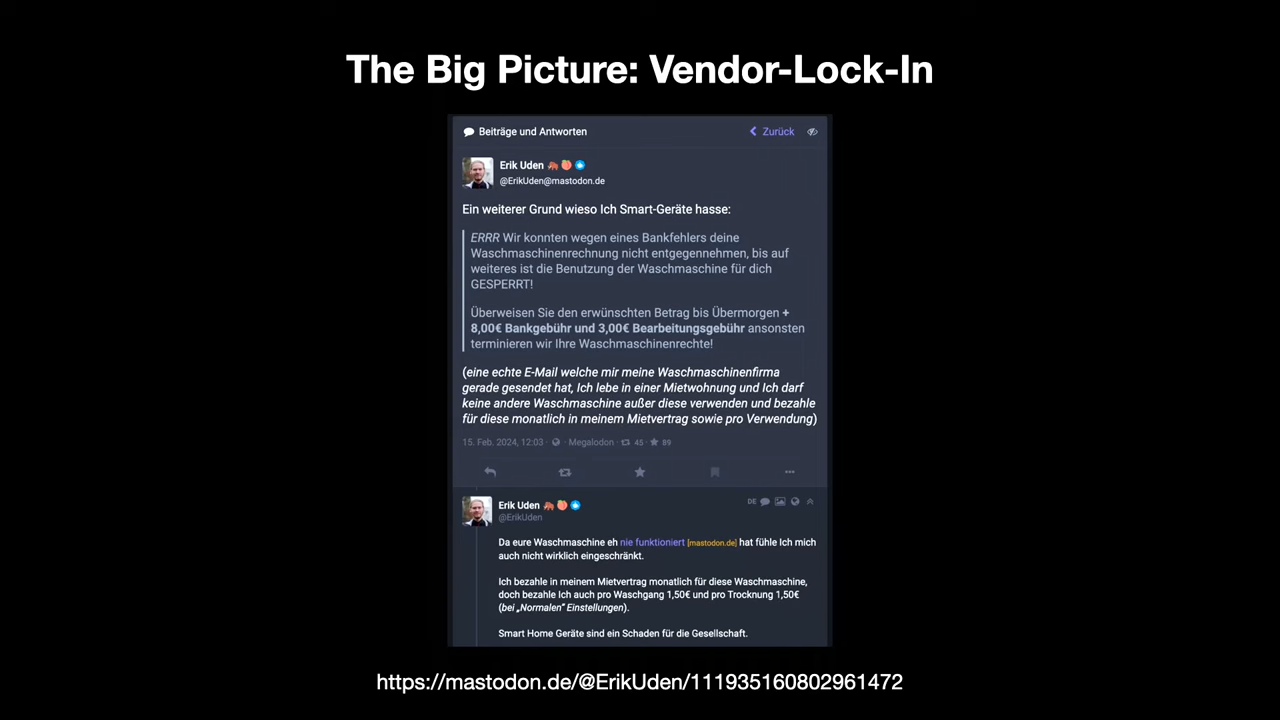 The Big Picture: Vendor-Lock-In
Beiträge und Antworten
Zurück
Erik Uden
@ErikUden@mastodon.de
Ein weiterer Grund wieso Ich Smart-Geräte hasse:
ERRR Wir konnten wegen eines Bankfehlers deine
Waschmaschinenrechnung nicht entgegennehmen, bis auf
weiteres ist die Benutzung der Waschmaschine für dich
GESPERRT!
Überweisen Sie den erwünschten Betrag bis Übermorgen +
8,00€ Bankgebühr und 3,00€ Bearbeitungsgebühr ansonsten
terminieren wir Ihre Waschmaschinenrechte!
(eine echte E-Mail welche mir meine Waschmaschinenfirma
gerade gesendet hat, Ich lebe in einer Mietwohnung und Ich darf
keine andere Waschmaschine außer diese verwenden und bezahle
für diese monatlich in meinem Mietvertrag sowie pro Verwendung)
15. Feb. 2024, 12:03 · Megalodon · 45 · 89
Erik Uden
DE
@ErikUden
Da eure Waschmaschine eh nie funktioniert [mastodon.de] hat fühle Ich mich
auch nicht wirklich eingeschränkt.
Ich bezahle in meinem Mietvertrag monatlich für diese Waschmaschine,
doch bezahle Ich auch pro Waschgang 1,50€ und pro Trocknung 1,50€
(bei „Normalen" Einstellungen).
Smart Home Geräte sind ein Schaden für die Gesellschaft.
https://mastodon.de/@ErikUden/111935160802961472